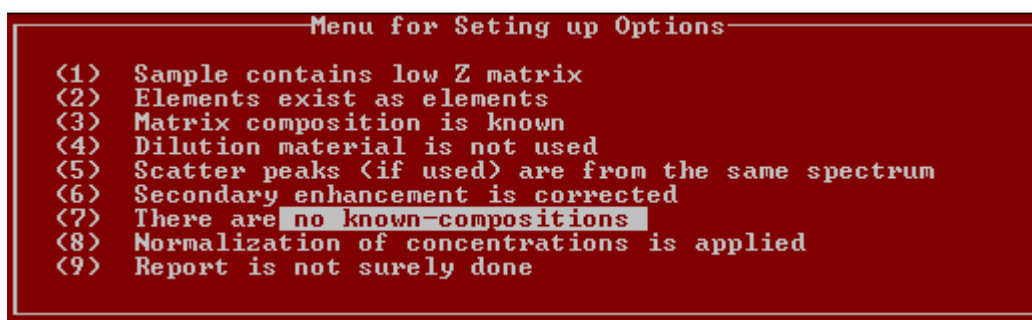 Menu for Seting up Options
(1) Sample contains low Z matrix
(2) Elements exist as elements
(3) Matrix composition is known
(4) Dilution material is not used
(5) Scatter peaks (if used) are from the same spectrum
(6) Secondary enhancement is corrected
(7) There are no known-compositions
(8) Normalization of concentrations is applied
(9) Report is not surely done